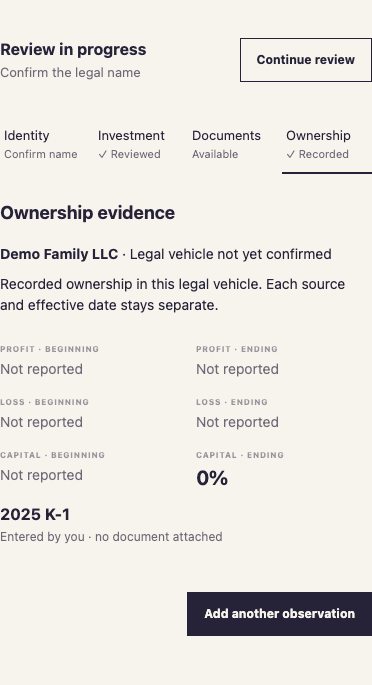 Review in progress
Confirm the legal name
Continue review
Identity
Confirm name
Investment
✓ Reviewed
Documents
Available
Ownership
✓ Recorded
Ownership evidence
Demo Family LLC · Legal vehicle not yet confirmed
Recorded ownership in this legal vehicle. Each source
and effective date stays separate.
PROFIT · BEGINNING
Not reported
PROFIT · ENDING
Not reported
LOSS · BEGINNING
Not reported
LOSS · ENDING
Not reported
CAPITAL · BEGINNING
Not reported
CAPITAL · ENDING
0%
2025 K-1
Entered by you · no document attached
Add another observation